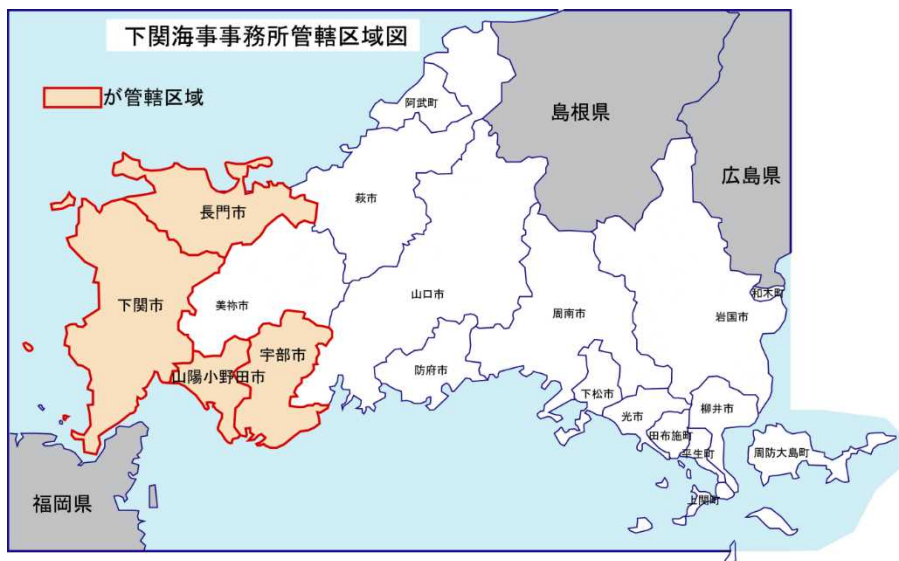 下関海事事務所管轄区域図
が管轄区域
阿武町
島根県
広島県
萩市
長門市
下関市
美祢市
山口市
周南市
和木町
岩国市
宇部市
山陽小野田市
防府市
下松市
光市
柳井市
田布施町
平生町
周防大島町
上関町
福岡県